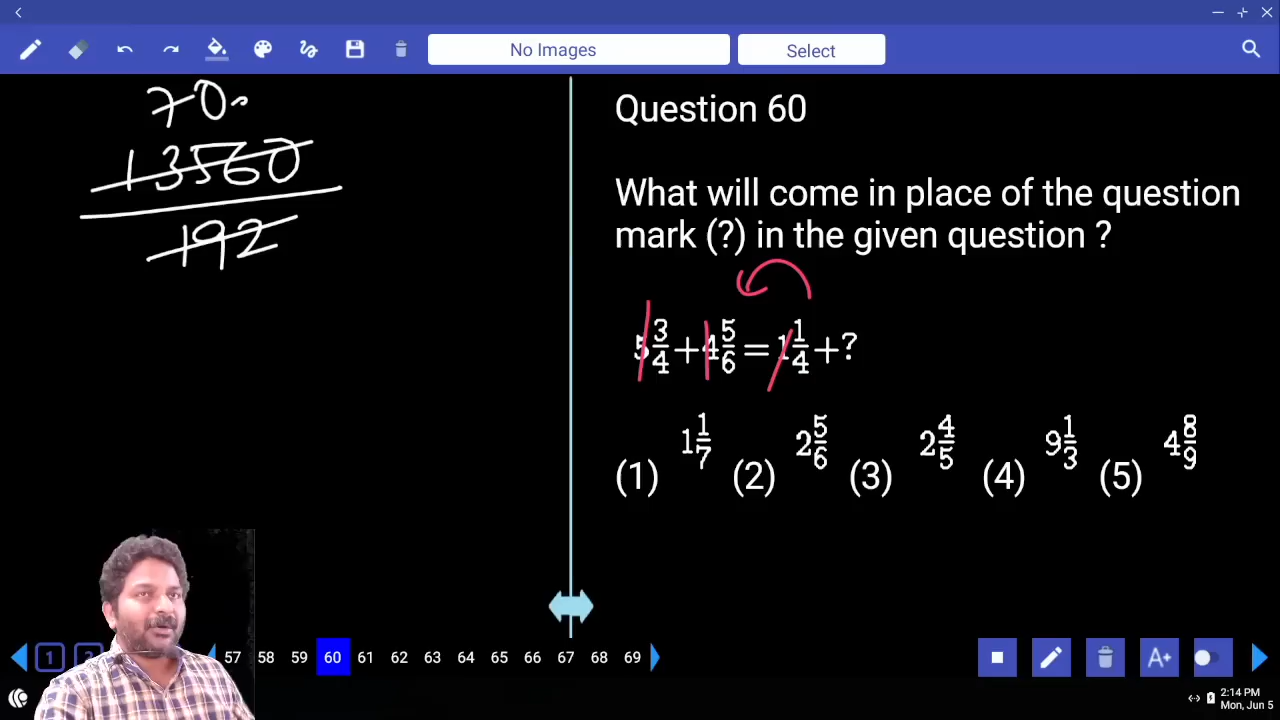 No Images
Select
70
13560
192
Question 60
What will come in place of the question
mark (?) in the given question ?
5 3/4 + 4 5/6 = 1 1/4 + ?
(1) 1 1/7 (2) 2 5/6 (3) 2 4/5 (4) 9 1/3 (5) 4 8/9
1 57 58 59 60 61 62 63 64 65 66 67 68 69
A+
2:14 PM
Mon, Jun 5